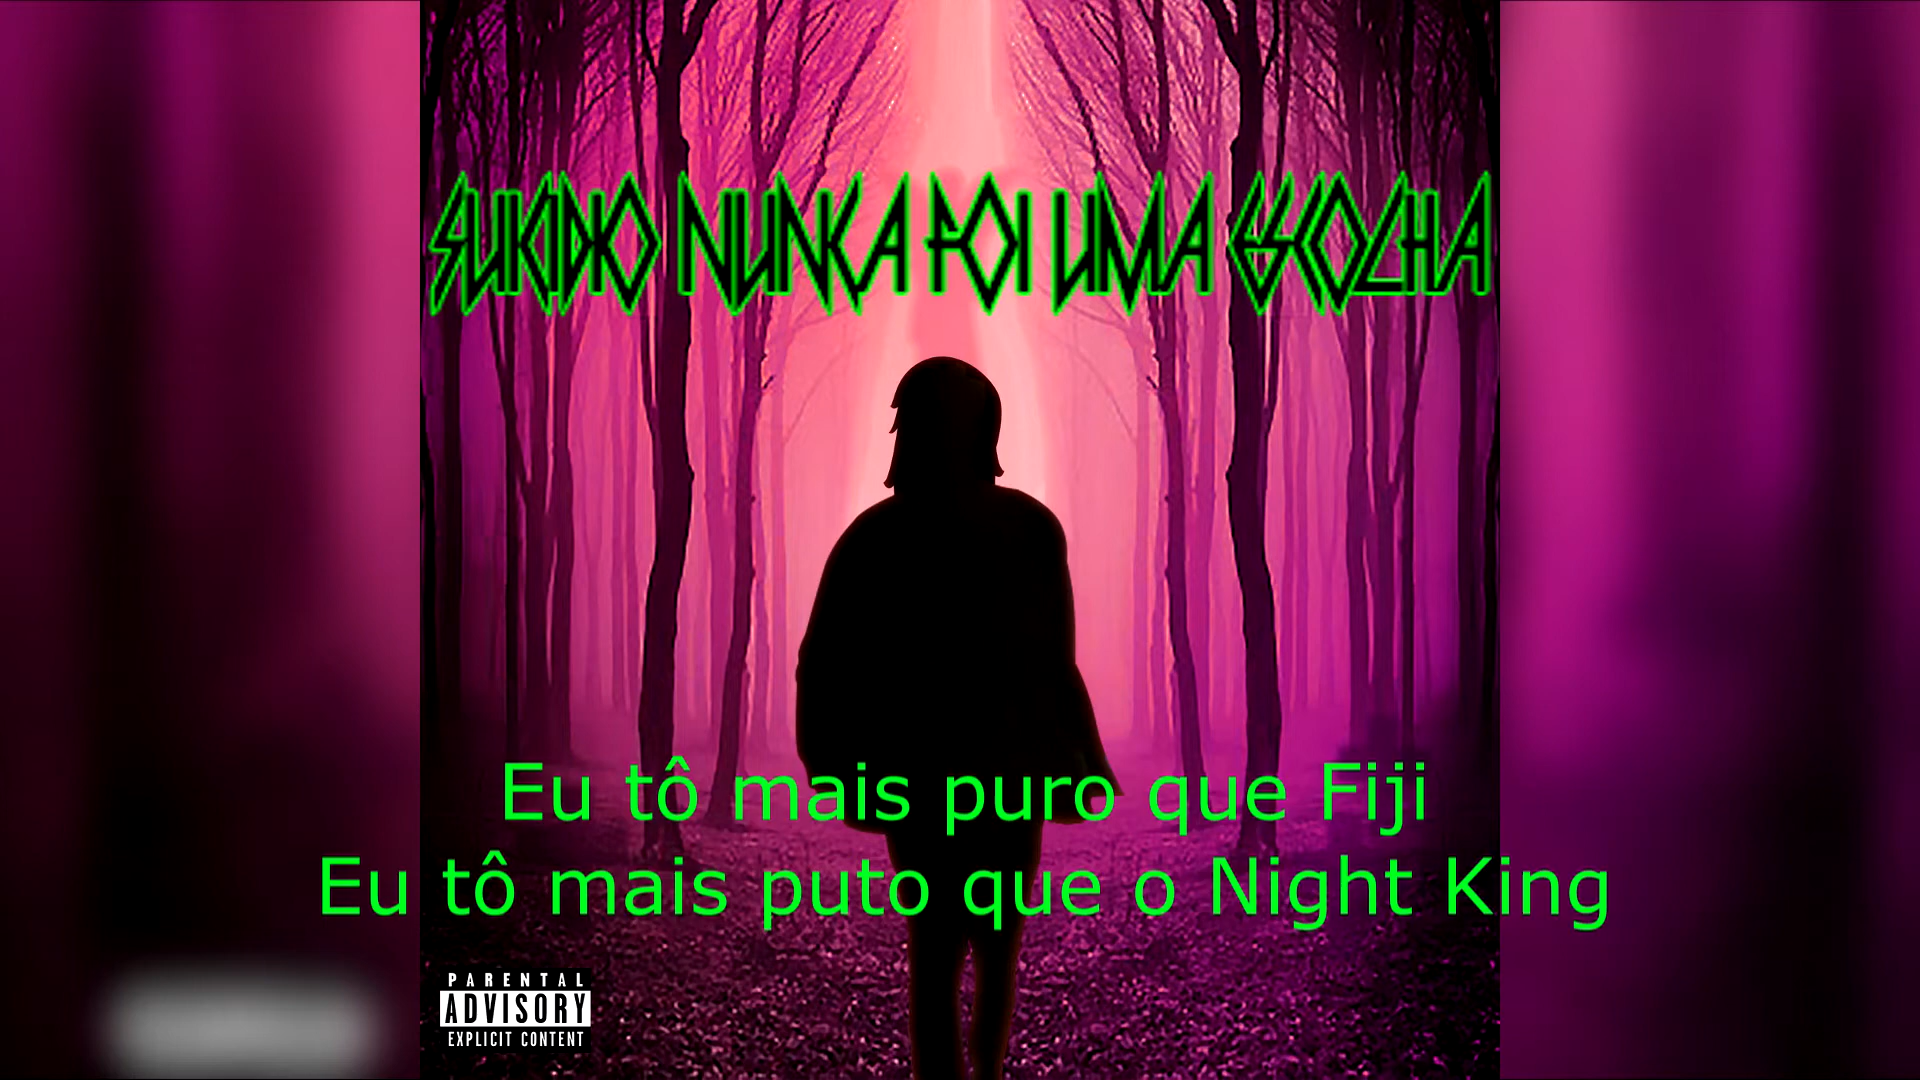 SUICIDIO NUNCA FOI UMA ESCOLHA
Eu tô mais puro que Fiji
Eu tô mais puto que o Night King
PARENTAL
ADVISORY
EXPLICIT CONTENT